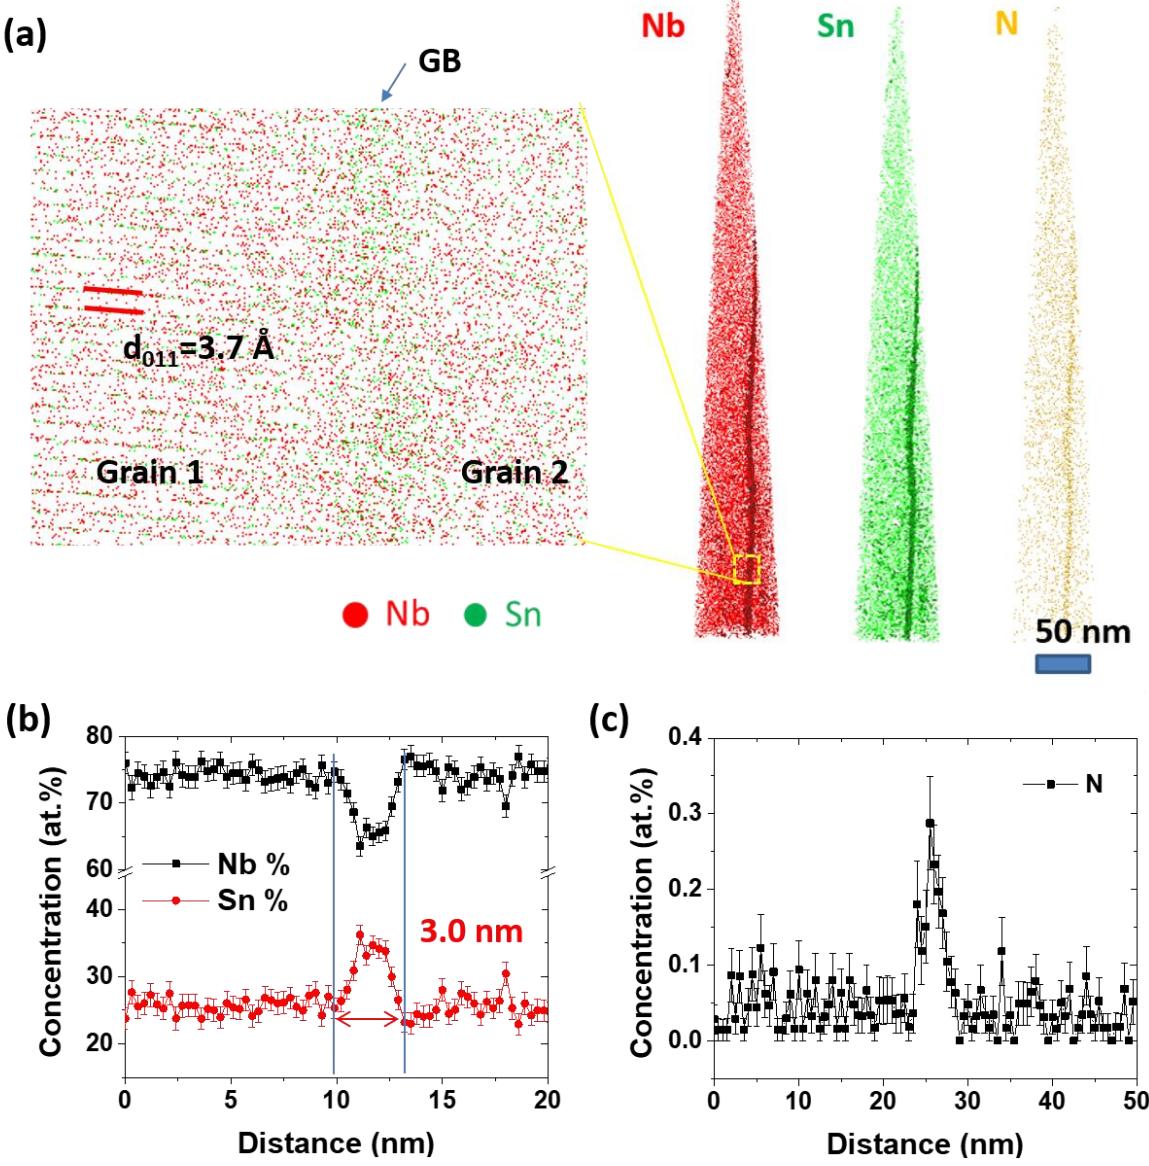 (a)
GB
Nb
Sn
N
d₀₁₁=3.7 Å
Grain 1
Grain 2
Nb
Sn
50 nm
(b)
80
70
60
40
30
20
Concentration (at.%)
Nb %
Sn %
3.0 nm
0 5 10 15 20
Distance (nm)
(c)
0.4
0.3
0.2
0.1
0.0
Concentration (at.%)
N
0 10 20 30 40 50
Distance (nm)